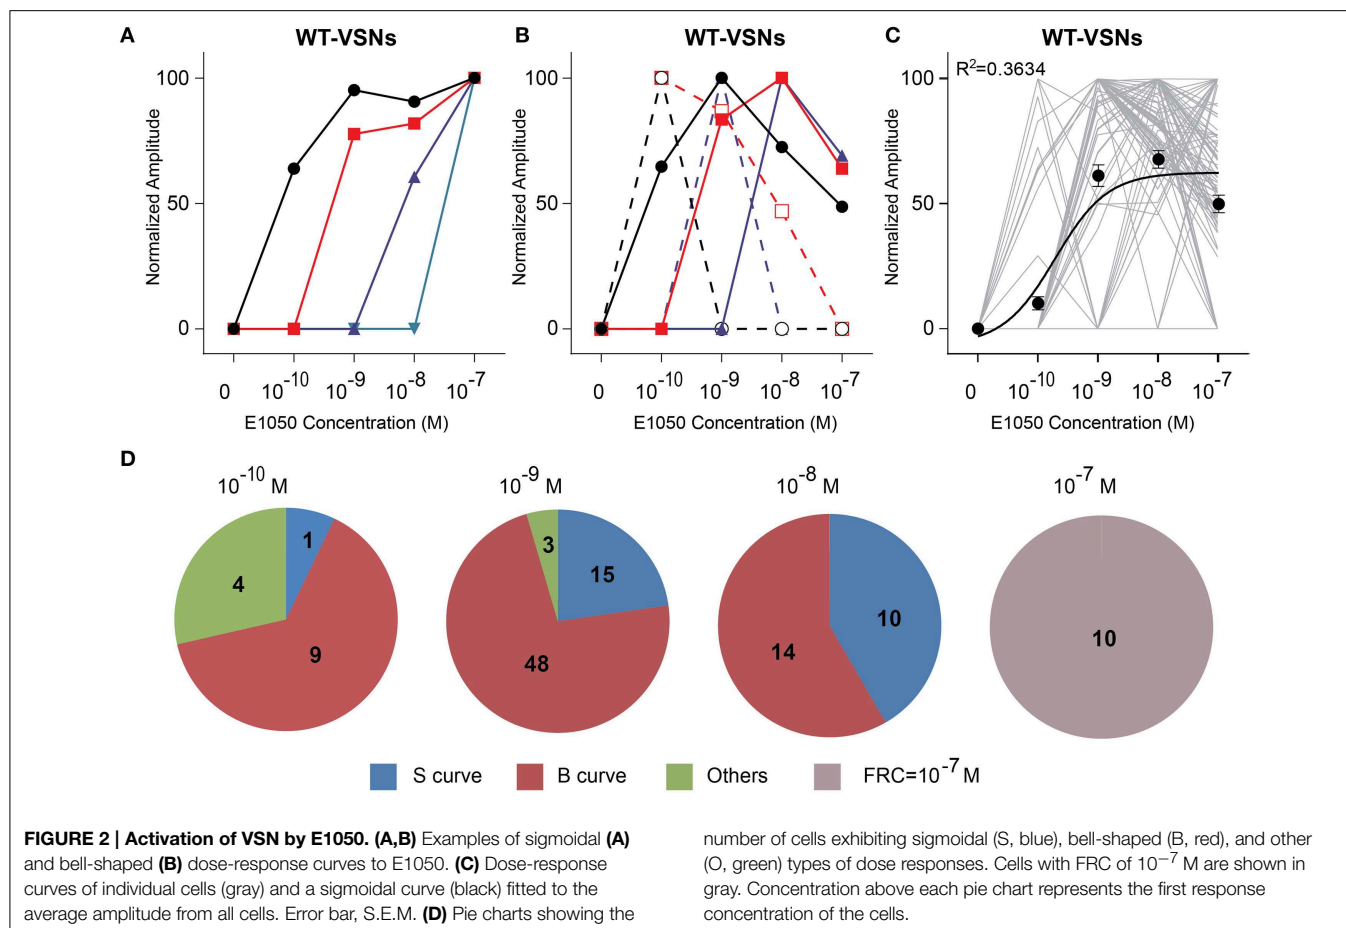 A
WT-VSNs
Normalized Amplitude
100
50
0
0 10-10 10-9 10-8 10-7
E1050 Concentration (M)
B
WT-VSNs
Normalized Amplitude
100
50
0
0 10-10 10-9 10-8 10-7
E1050 Concentration (M)
C
WT-VSNs
R2=0.3634
Normalized Amplitude
100
50
0
0 10-10 10-9 10-8 10-7
E1050 Concentration (M)
D
10-10 M
1
4
9
10-9 M
3
15
48
10-8 M
10
14
10-7 M
10
S curve B curve Others FRC=10-7 M
FIGURE 2 | Activation of VSN by E1050. (A,B) Examples of sigmoidal (A)
and bell-shaped (B) dose-response curves to E1050. (C) Dose-response
curves of individual cells (gray) and a sigmoidal curve (black) fitted to the
average amplitude from all cells. Error bar, S.E.M. (D) Pie charts showing the
number of cells exhibiting sigmoidal (S, blue), bell-shaped (B, red), and other
(O, green) types of dose responses. Cells with FRC of 10−7 M are shown in
gray. Concentration above each pie chart represents the first response
concentration of the cells.